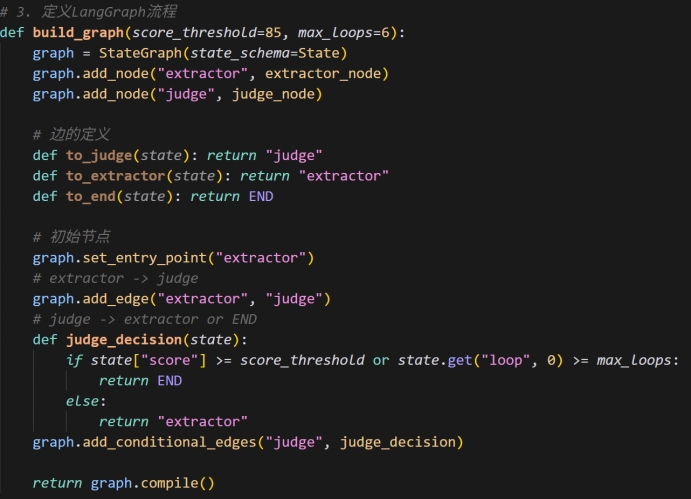 # 3. 定义LangGraph流程
def build_graph(score_threshold=85, max_loops=6):
    graph = StateGraph(state_schema=State)
    graph.add_node("extractor", extractor_node)
    graph.add_node("judge", judge_node)

    # 边的定义
    def to_judge(state): return "judge"
    def to_extractor(state): return "extractor"
    def to_end(state): return END

    # 初始节点
    graph.set_entry_point("extractor")
    # extractor -> judge
    graph.add_edge("extractor", "judge")
    # judge -> extractor or END
    def judge_decision(state):
        if state["score"] >= score_threshold or state.get("loop", 0) >= max_loops:
            return END
        else:
            return "extractor"
    graph.add_conditional_edges("judge", judge_decision)

    return graph.compile()